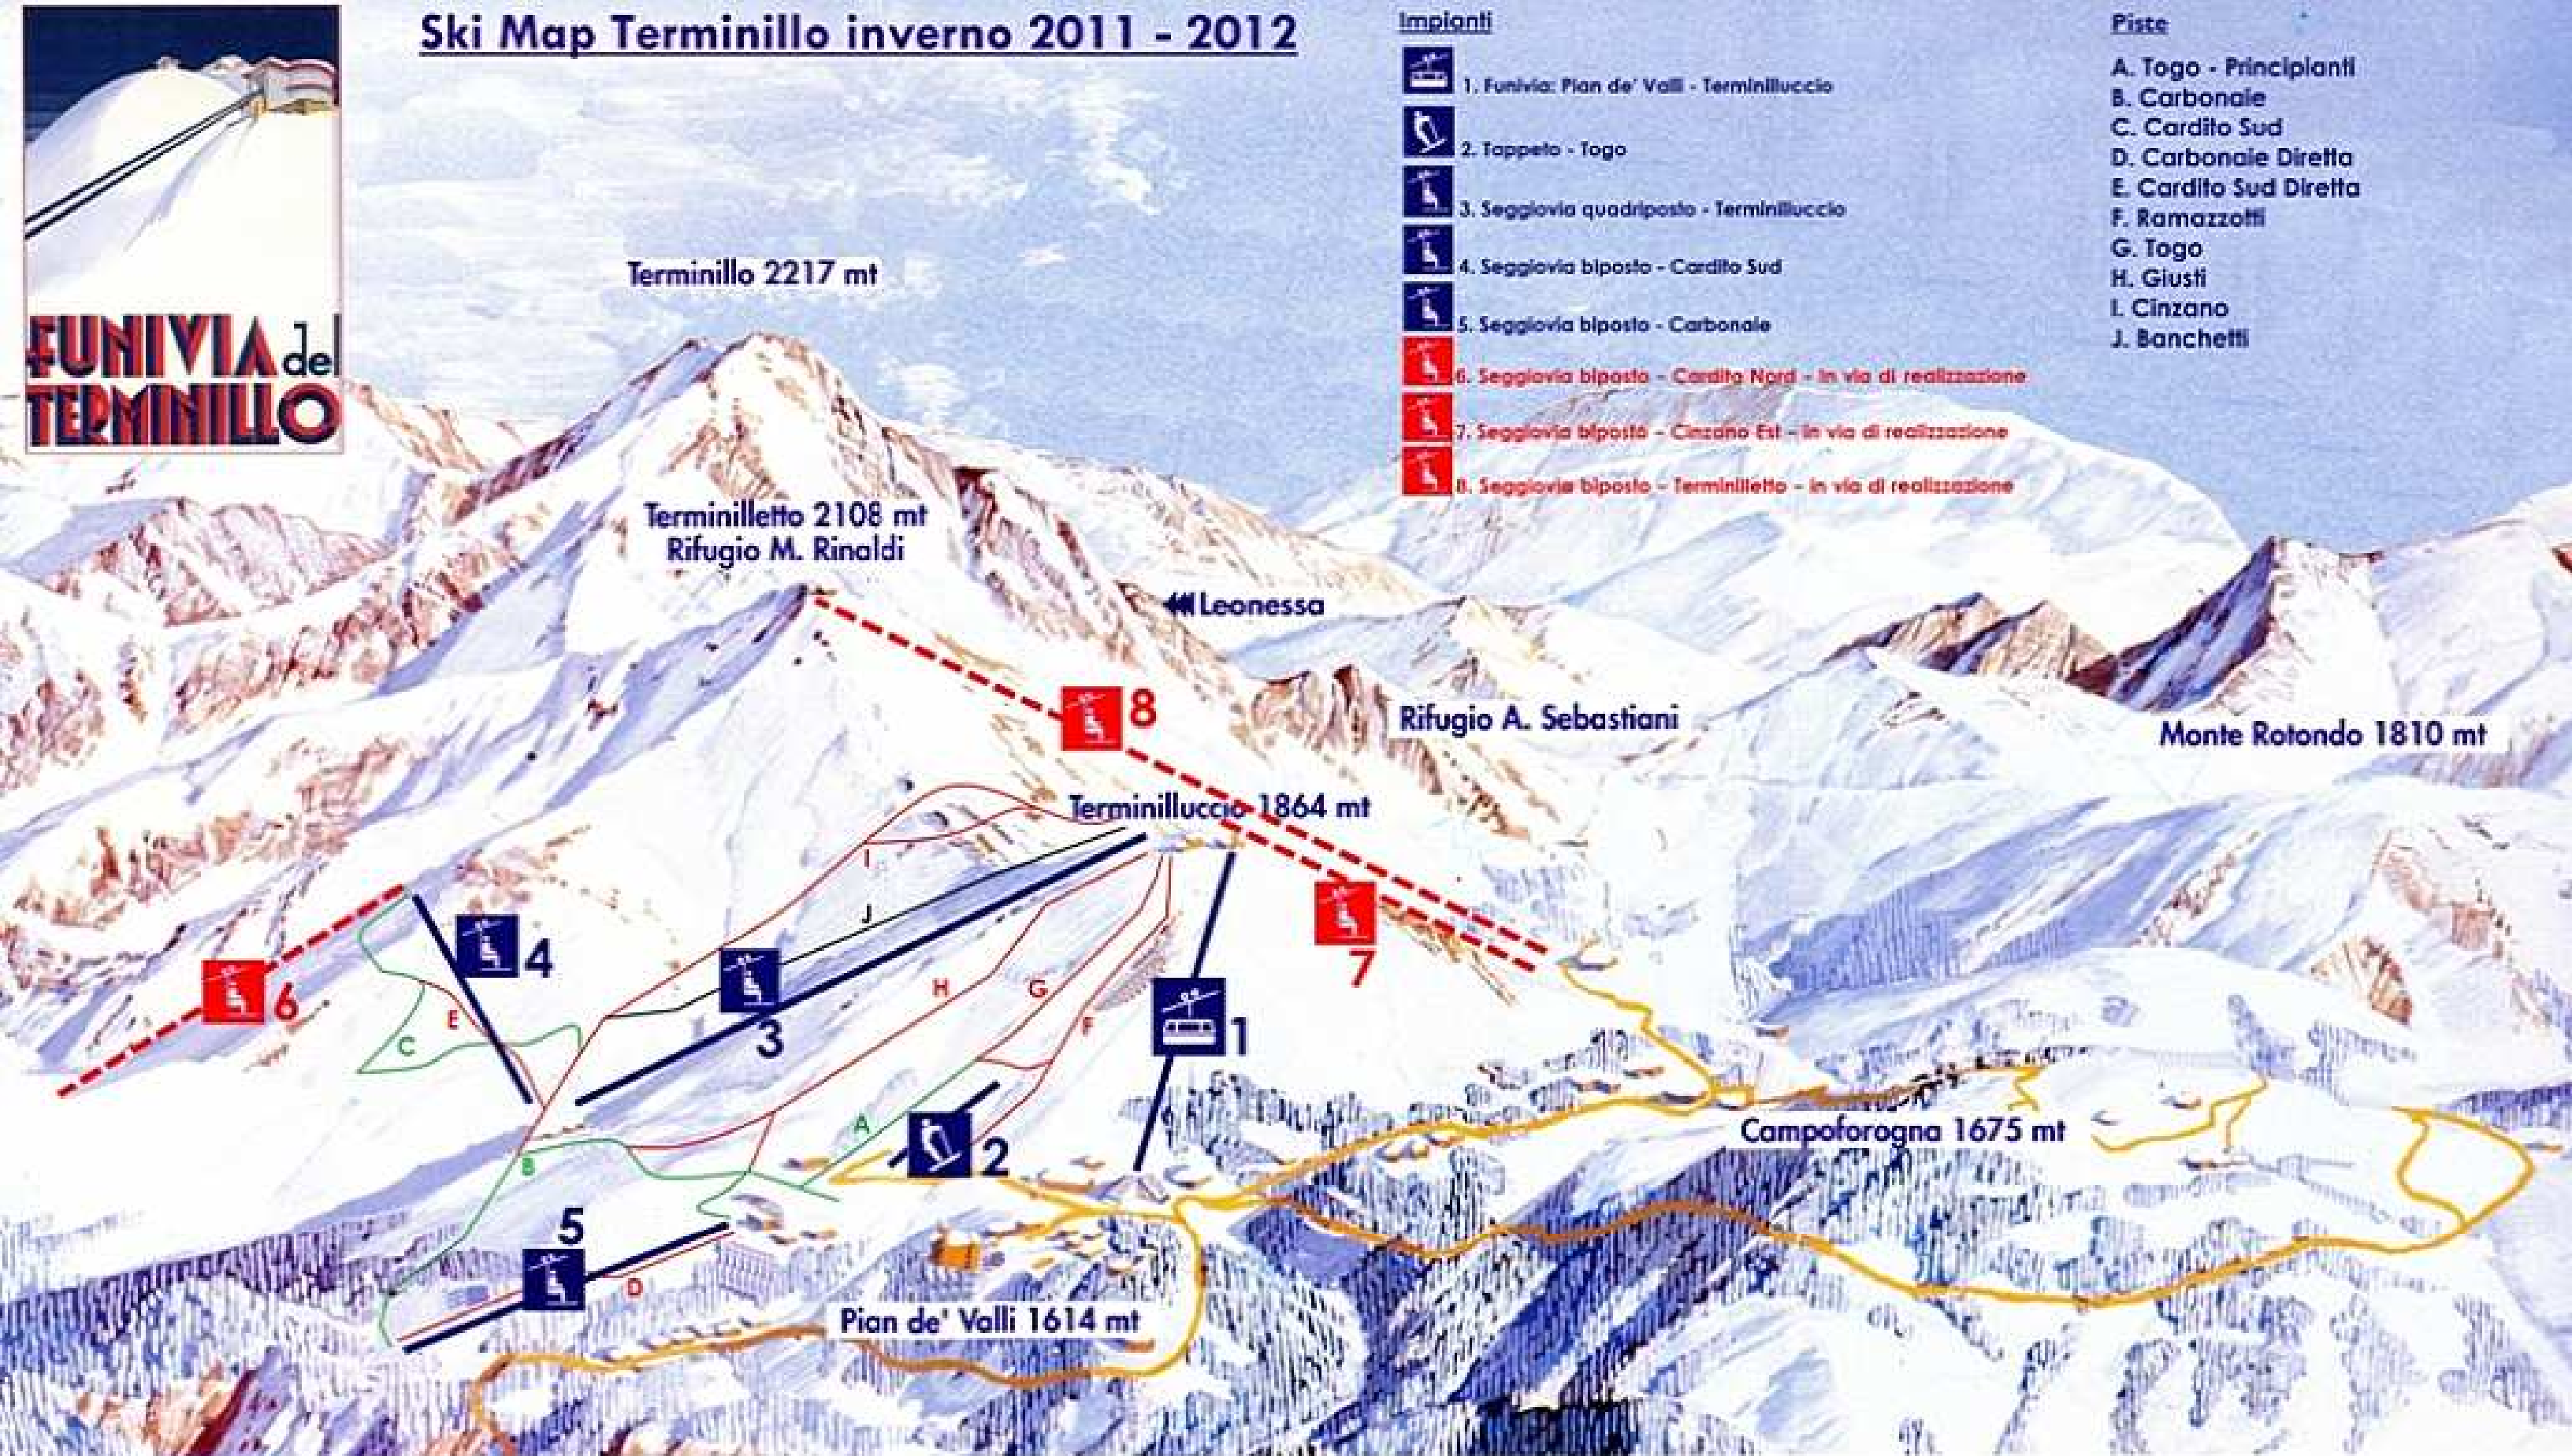 Ski Map Terminillo inverno 2011 - 2012
FUNIVIA del
TERMINILLO
Impianti
1. Funivia: Pian de' Valli - Terminilluccio
2. Tappeto - Togo
3. Seggiovia quadriposto - Terminilluccio
4. Seggiovia biposto - Cardito Sud
5. Seggiovia biposto - Carbonaie
6. Seggiovia biposto - Cardito Nord - in via di realizzazione
7. Seggiovia biposto - Cinzano Est - in via di realizzazione
8. Seggiovia biposto - Terminilletto - in via di realizzazione
Piste
A. Togo - Principianti
B. Carbonaie
C. Cardito Sud
D. Carbonaie Diretta
E. Cardito Sud Diretta
F. Ramazzotti
G. Togo
H. Giusti
I. Cinzano
J. Banchetti
Terminillo 2217 mt
Terminilletto 2108 mt
Rifugio M. Rinaldi
Leonessa
8
Rifugio A. Sebastiani
Monte Rotondo 1810 mt
Terminilluccio 1864 mt
I
J
4
7
6
H
G
E
F
C
3
1
A
2
B
Campoforogna 1675 mt
5
D
Pian de' Valli 1614 mt